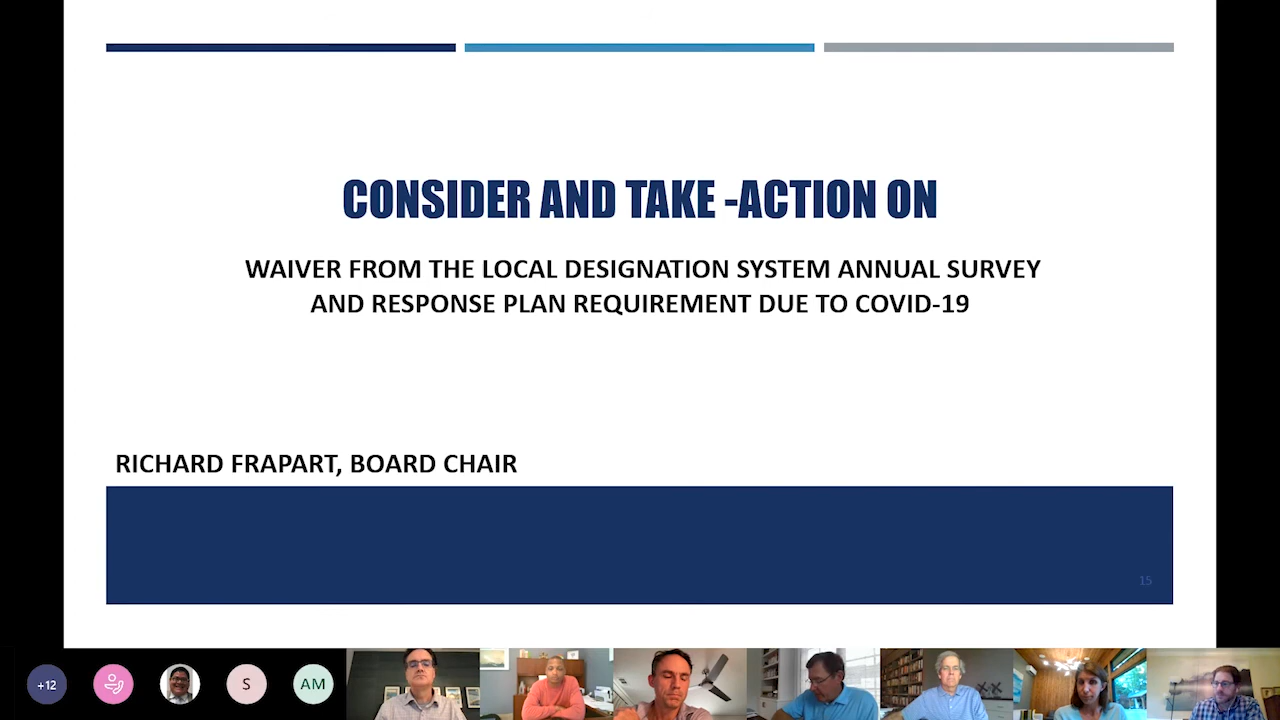 CONSIDER AND TAKE -ACTION ON
WAIVER FROM THE LOCAL DESIGNATION SYSTEM ANNUAL SURVEY
AND RESPONSE PLAN REQUIREMENT DUE TO COVID-19
RICHARD FRAPART, BOARD CHAIR
15
+12
S
AM